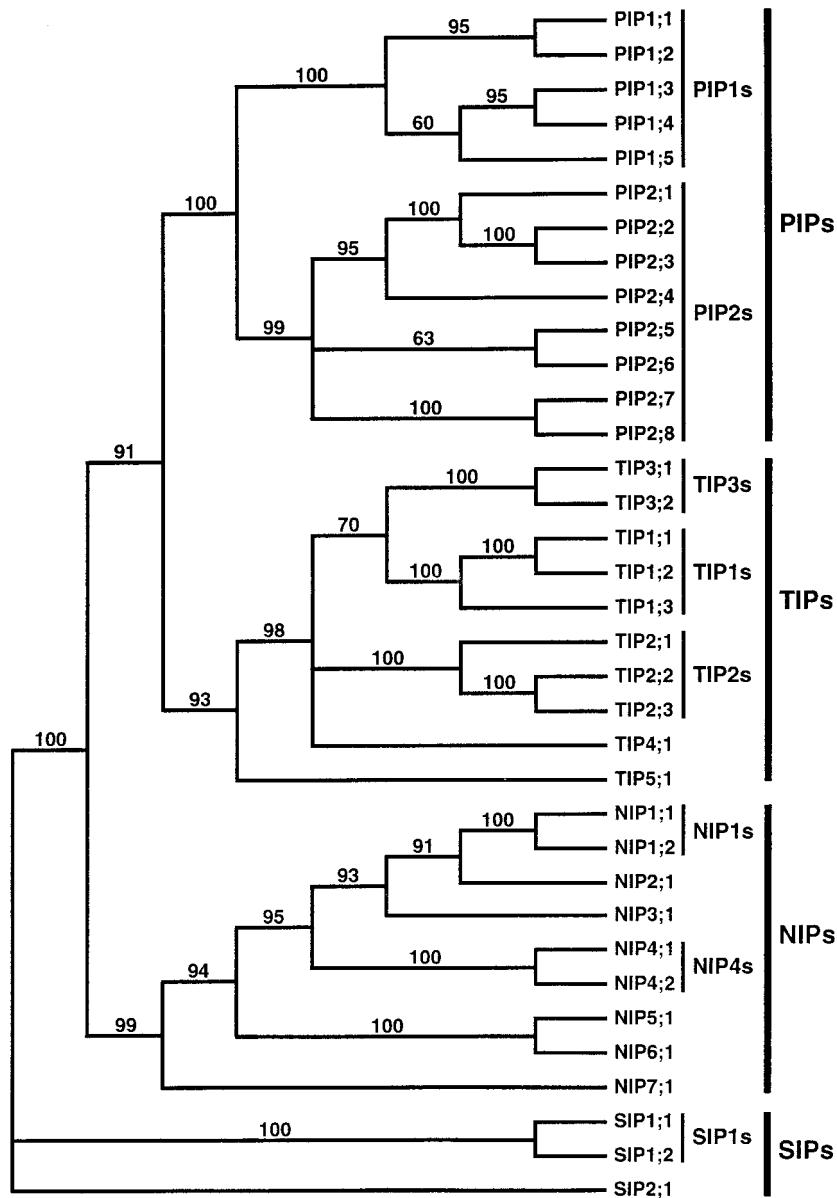 95
PIP1;1
PIP1;2
100
95
PIP1;3
60
PIP1;4
PIP1;5
PIP1s
100
PIP2;1
100
100
PIP2;2
PIP2;3
95
PIP2;4
99
63
PIP2;5
PIP2;6
100
PIP2;7
PIP2;8
PIP2s
PIPs
91
100
TIP3;1
TIP3;2
TIP3s
70
100
TIP1;1
100
TIP1;2
TIP1;3
TIP1s
98
100
TIP2;1
100
TIP2;2
TIP2;3
TIP2s
93
TIP4;1
TIP5;1
TIPs
100
100
NIP1;1
NIP1;2
NIP1s
91
NIP2;1
93
NIP3;1
95
100
NIP4;1
NIP4;2
NIP4s
94
100
NIP5;1
NIP6;1
99
NIP7;1
NIPs
100
SIP1;1
SIP1;2
SIP1s
SIP2;1
SIPs